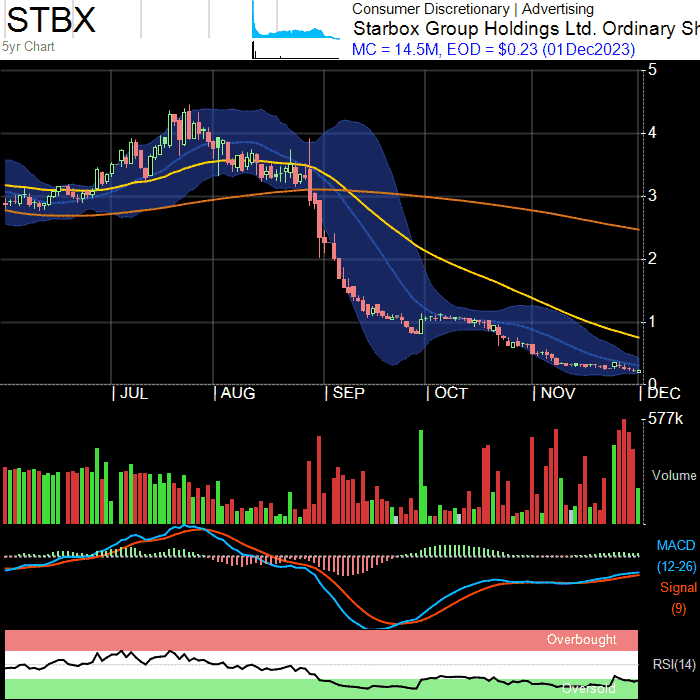 STBX
5yr Chart
Consumer Discretionary | Advertising
Starbox Group Holdings Ltd. Ordinary Sh
MC = 14.5M, EOD = $0.23 (01Dec2023)
5
4
3
2
1
0
| JUL | AUG | SEP | OCT | NOV | DEC
577k
Volume
MACD
(12-26)
Signal
(9)
Overbought
RSI(14)
Oversold